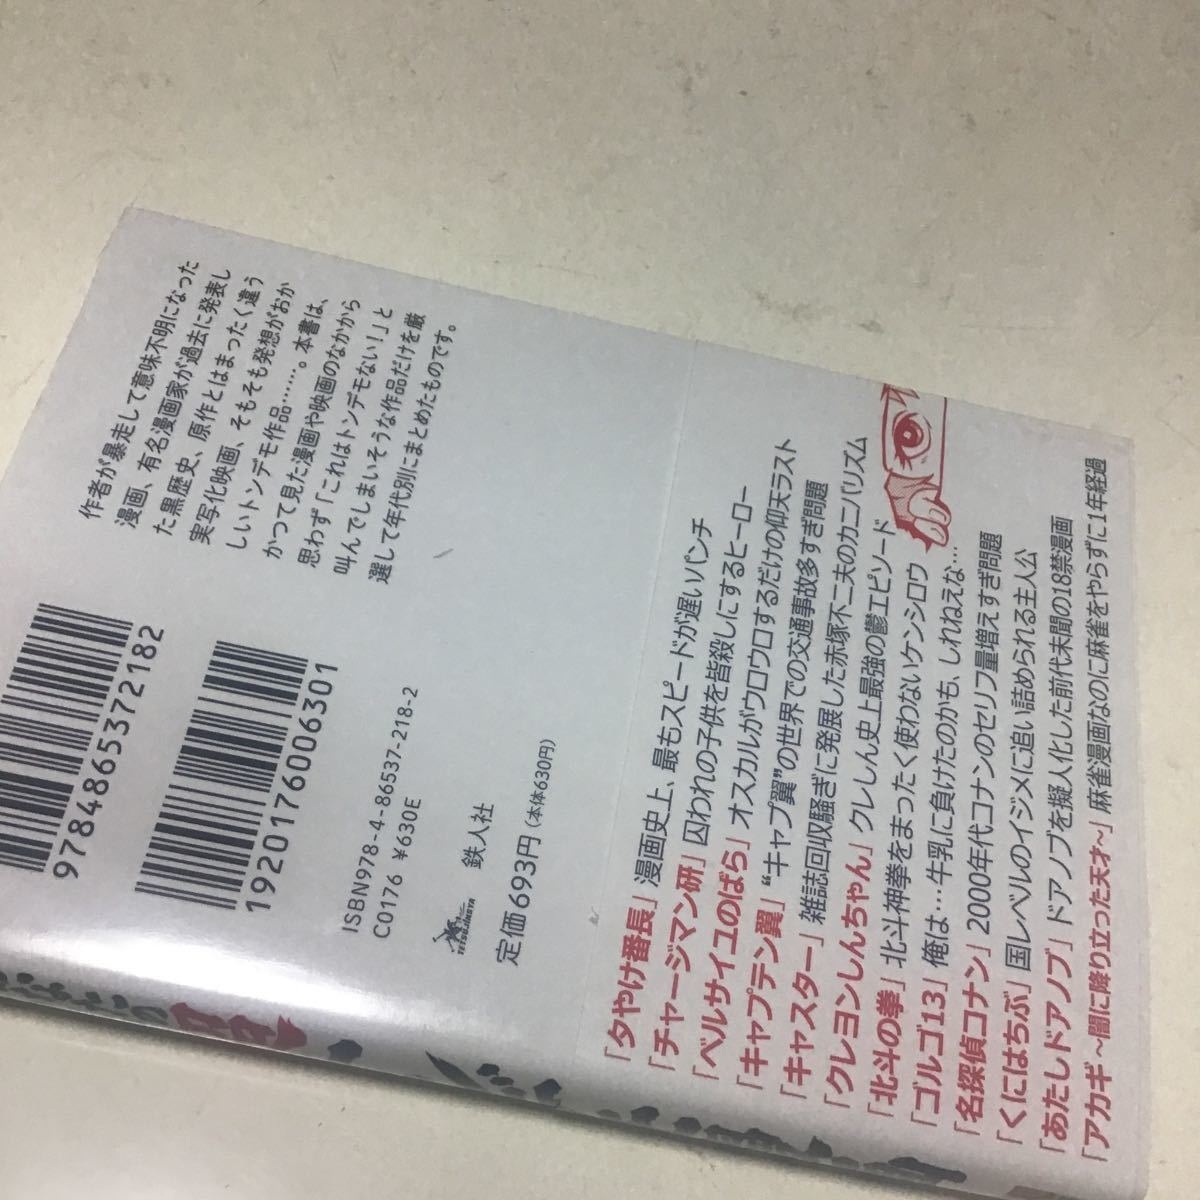 作者が暴走して意味不明になった
漫画、有名漫画家が過去に発表し
た黒歴史、原作とはまったく違う
実写化映画、そもそも発想がおか
しいトンデモ作品……。本書は、
かつて見た漫画や映画のなかから
思わず「これはトンデモない!」と
叫んでしまいそうな作品だけを厳
選して年代別にまとめたものです。
9784865372182
1920176006301
ISBN978-4-86537-218-2
C0176 ¥630E
TETSUJINSYA
鉄人社
定価693円(本体630円)
「夕やけ番長」漫画史上、最もスピードが遅いパンチ
「チャージマン研」囚われの子供を皆殺しにするヒーロー
「ベルサイユのばら」オスカルがウロウロするだけの仰天ラスト
「キャプテン翼」“キャプ翼”の世界での交通事故多すぎ問題
「キャスター」雑誌回収騒ぎに発展した赤塚不二夫のカニバリズム
「クレヨンしんちゃん」クレしん史上最強の鬱エピソード
「北斗の拳」北斗神拳をまったく使わないケンシロウ
「ゴルゴ13」俺は…牛乳に負けたのかも、しれねえな…
「名探偵コナン」2000年代コナンのセリフ量増えすぎ問題
「くにはちぶ」国レベルのイジメに追い詰められる主人公
「あたしドアノブ」ドアノブを擬人化した前代未聞の18禁漫画
「アカギ〜闇に降り立った天才〜」麻雀漫画なのに麻雀をやらずに1年経過